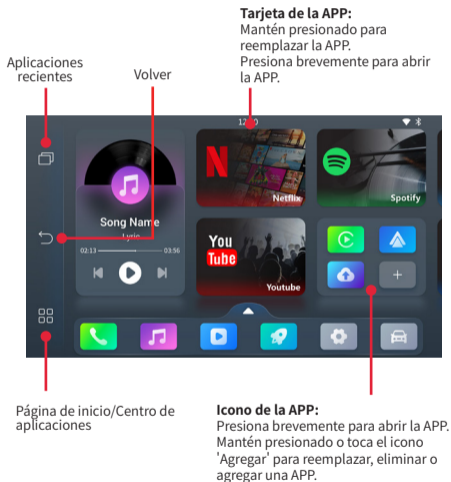 Tarjeta de la APP:
Mantén presionado para
reemplazar la APP.
Presiona brevemente para abrir
la APP.
Aplicaciones
recientes
Volver
N
Netflix
Spotify
Song Name
Lyric
02:13
03:56
You
Tube
Youtube
Página de inicio/Centro de
aplicaciones
Icono de la APP:
Presiona brevemente para abrir la APP.
Mantén presionado o toca el icono
'Agregar' para reemplazar, eliminar o
agregar una APP.